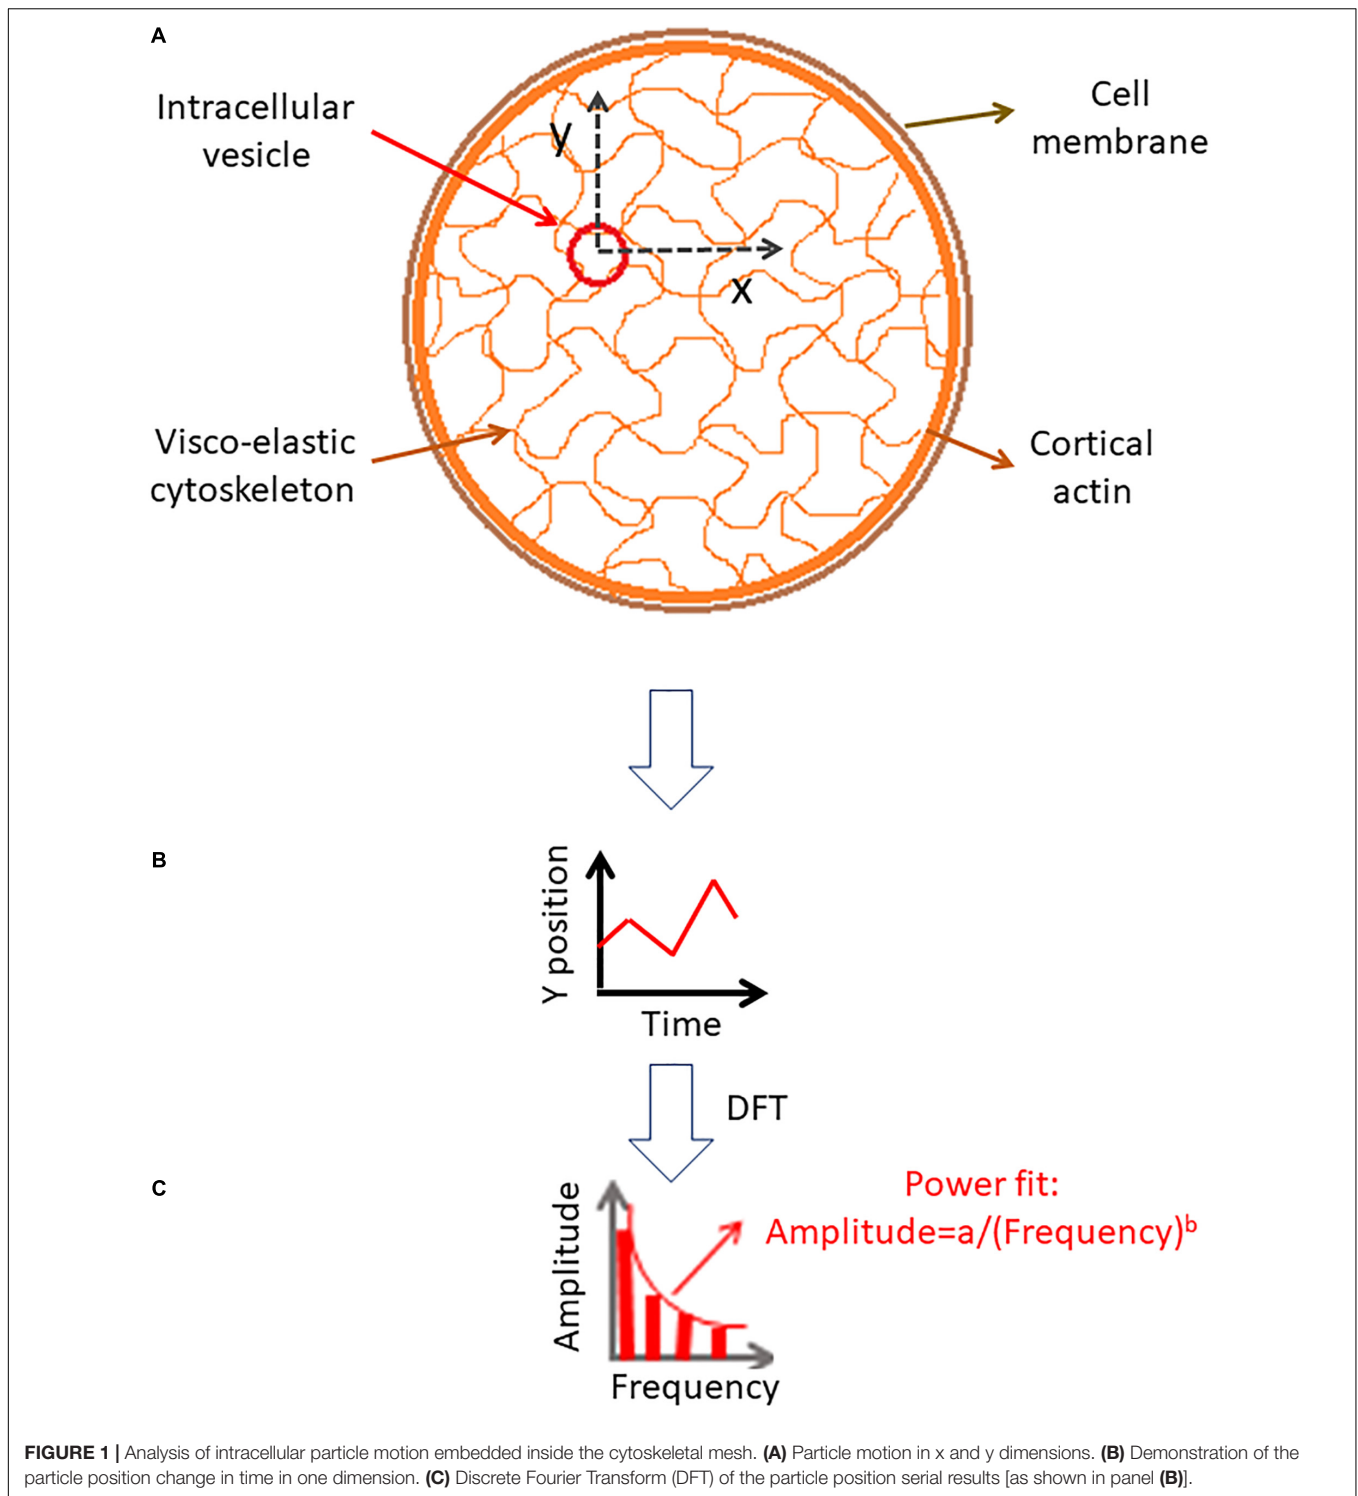 A
Intracellular
vesicle
Cell
membrane
y
x
Visco-elastic
cytoskeleton
Cortical
actin
B
Y position
Time
DFT
C
Power fit:
Amplitude=a/(Frequency)ᵇ
Amplitude
Frequency
FIGURE 1 | Analysis of intracellular particle motion embedded inside the cytoskeletal mesh. (A) Particle motion in x and y dimensions. (B) Demonstration of the
particle position change in time in one dimension. (C) Discrete Fourier Transform (DFT) of the particle position serial results [as shown in panel (B)].